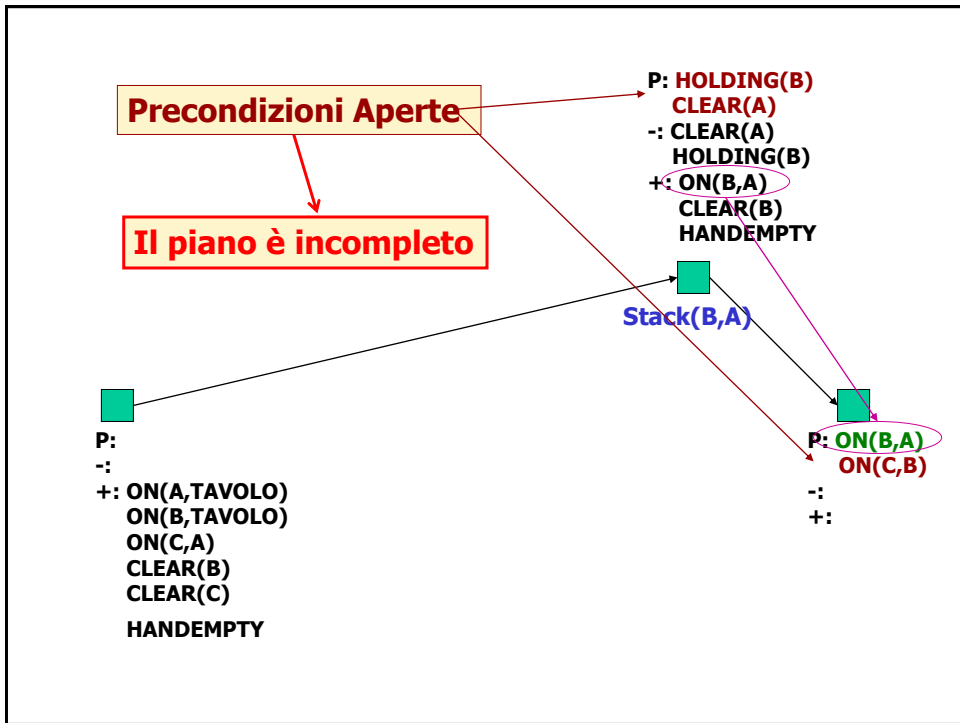 Precondizioni Aperte
Il piano è incompleto
P: HOLDING(B)
CLEAR(A)
-: CLEAR(A)
HOLDING(B)
+: ON(B,A)
CLEAR(B)
HANDEMPTY
Stack(B,A)
P:
-:
+: ON(A,TAVOLO)
ON(B,TAVOLO)
ON(C,A)
CLEAR(B)
CLEAR(C)
HANDEMPTY
P: ON(B,A)
ON(C,B)
-:
+: